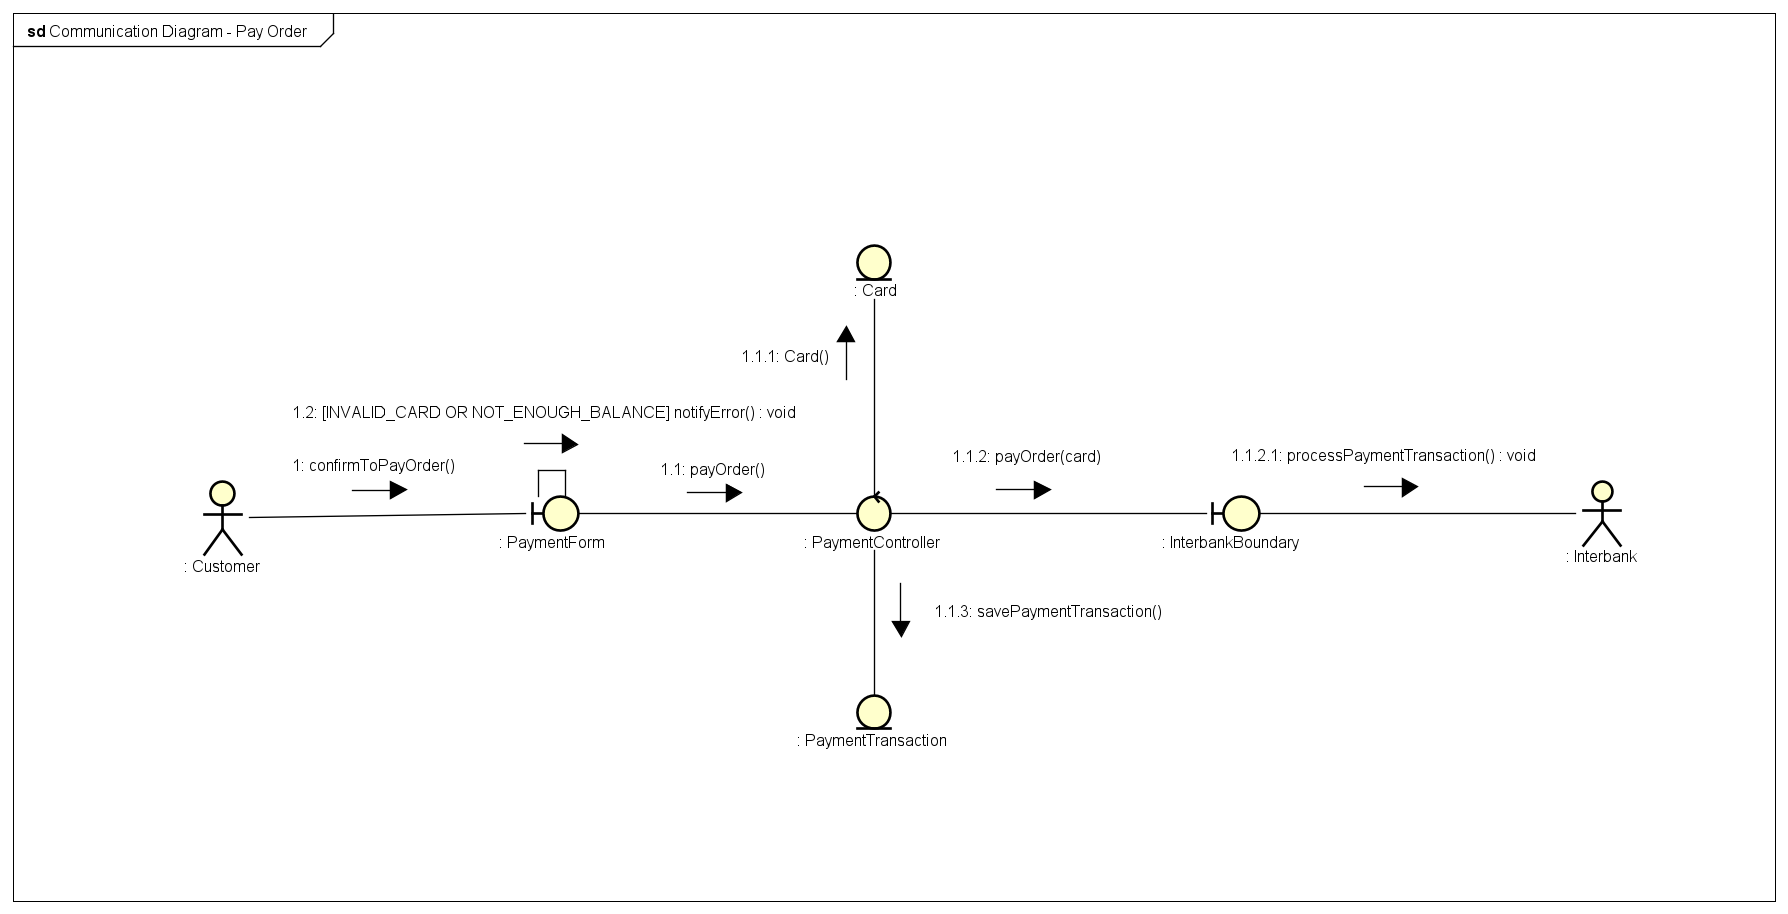 sd Communication Diagram - Pay Order
: Card
1.1.1: Card()
1.2: [INVALID_CARD OR NOT_ENOUGH_BALANCE] notifyError() : void
1: confirmToPayOrder()
1.1: payOrder()
1.1.2: payOrder(card)
1.1.2.1: processPaymentTransaction() : void
: Customer
: PaymentForm
: PaymentController
: InterbankBoundary
: Interbank
1.1.3: savePaymentTransaction()
: PaymentTransaction